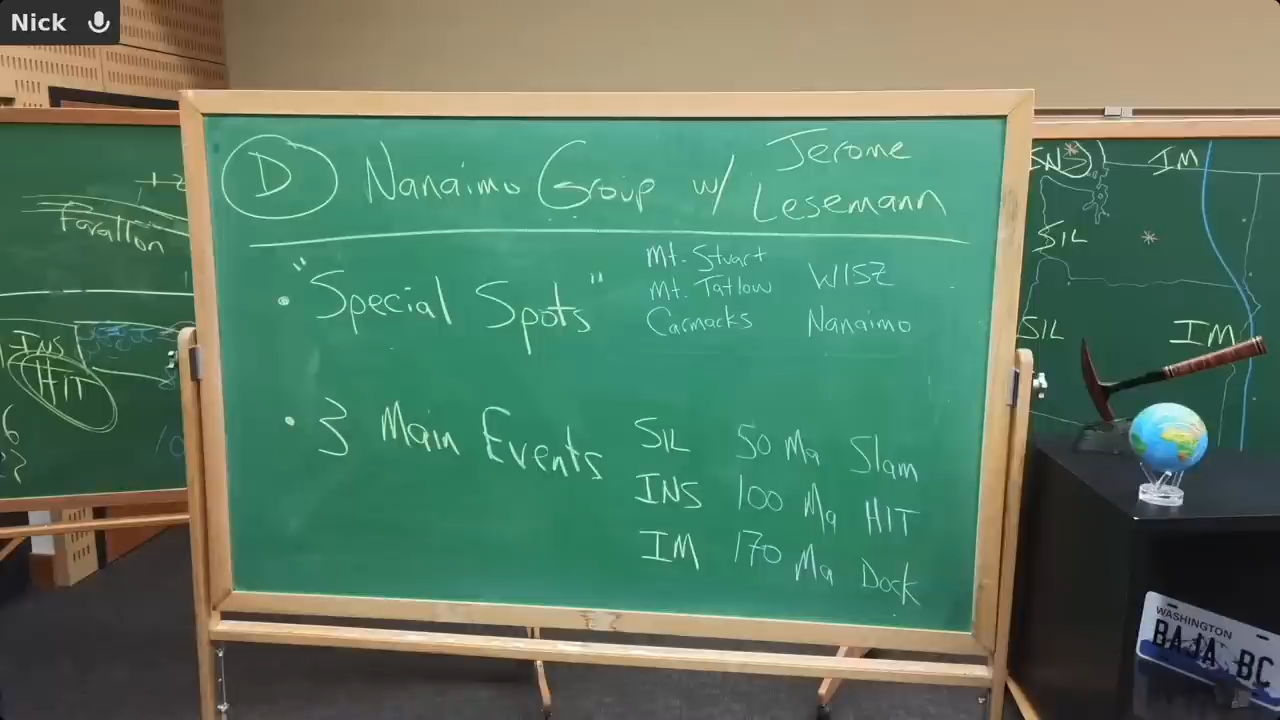 Nick
D Nanaimo Group w/ Jerome Lesemann
• "Special Spots"
Mt. Stuart
Mt. Tatlow
Carmacks
WISZ
Nanaimo
• 3 Main Events
SIL 50 Ma Slam
INS 100 Ma HIT
IM 170 Ma Dock
Farallon
INS
HIT
IM
SIL
SIL IM
WASHINGTON
BAJA BC